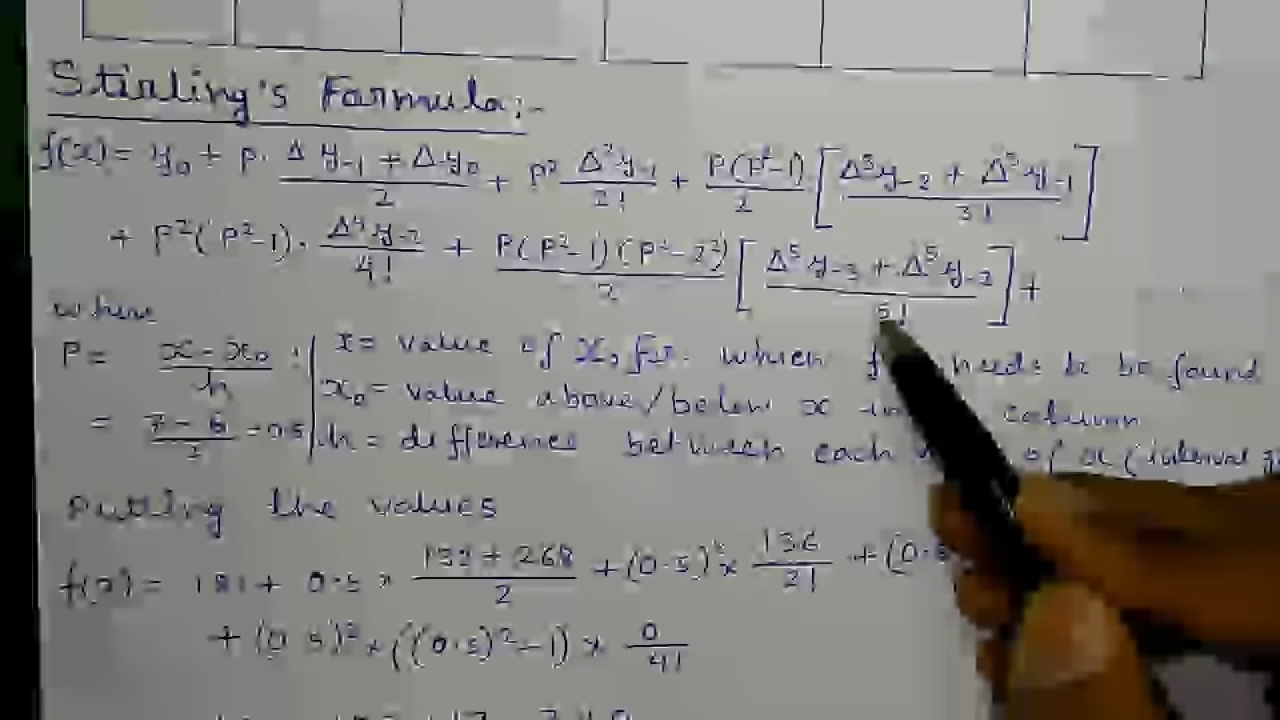 Stirling's Formula:-
f(x) = y₀ + P. (Δy₋₁ + Δy₀)/2 + P² Δ²y₋₁/2! + P(P²-1)/2 [(Δ³y₋₂ + Δ³y₋₁)/3!]
+ P²(P²-1). Δ⁴y₋₂/4! + P(P²-1)(P²-2²)/2 [(Δ⁵y₋₃ + Δ⁵y₋₂)/5!] +
where
P = (x - x₀)/h : x = value of x, for which f needs to be found
x₀ = value above/below x in column
= (7 - 6)/2 = 0.5 h = difference between each of x (interval
Putting the values
f(7) = + 0.5 × + 268/2 + (0.5)² × 136/2! + (0.5
+ (0.5)² × ((0.5)² - 1) × 0/4!